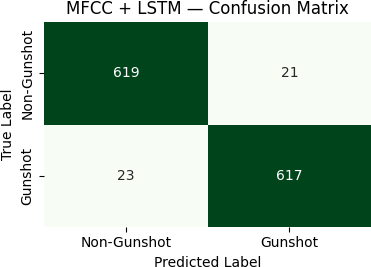 MFCC + LSTM — Confusion Matrix
True Label
Non-Gunshot
619
21
Gunshot
23
617
Non-Gunshot
Gunshot
Predicted Label